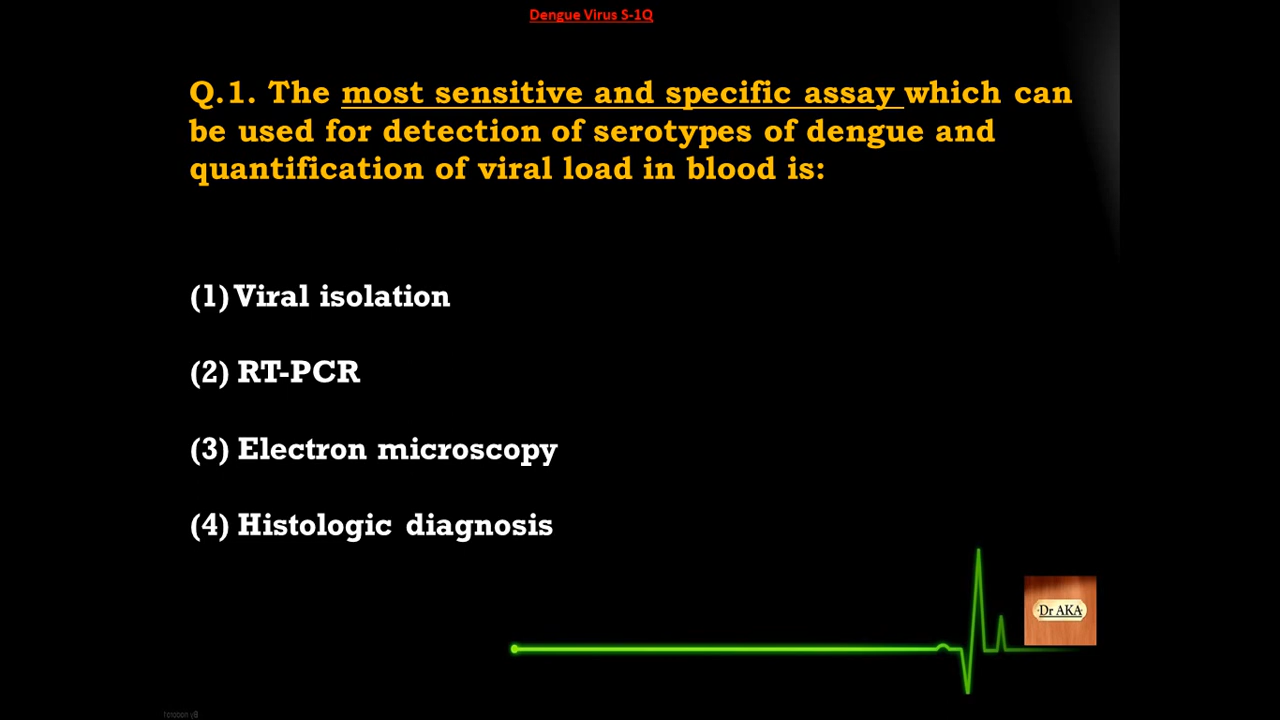 Dengue Virus S-1Q
Q.1. The most sensitive and specific assay which can
be used for detection of serotypes of dengue and
quantification of viral load in blood is:
(1) Viral isolation
(2) RT-PCR
(3) Electron microscopy
(4) Histologic diagnosis
Dr AKA